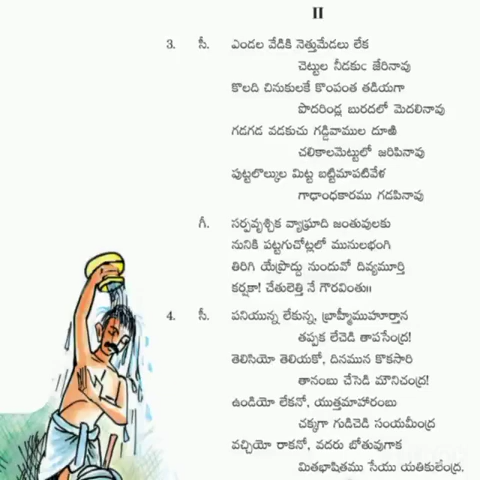 II
3. సీ. ఎండల వేడికి నెత్తుమేడలు లేక
చెట్టుల నీడకుఁ జేరినావు
కొలది చినుకులకే కొంపంత తడియగా
పొదరిండ్ల బురదలో మెదలినావు
గడగడ వడకుచు గడ్డివాముల దూఱి
చలికాలమెట్టులో జరిపినావు
పుట్టలొల్కుల మిట్ట బట్టిమాపటివేళ
గాఢాంధకారము గడపినావు
గీ. సర్పవృశ్చిక వ్యాఘ్రాది జంతువులకు
నునికి పట్టగుచోట్లలో మునులభంగి
తిరిగి యేప్రొద్దు నుందువో దివ్యమూర్తి
కర్షకా! చేతులెత్తి నే గౌరవింతు॥
4. సీ. పనియున్న లేకున్న, బ్రాహ్మీముహూర్తాన
తప్పక లేచెడి తాపసేంద్ర!
తెలిసియో తెలియకో, దినమున కొకసారి
తానంబు చేసెడి మౌనిచంద్ర!
ఉండియో లేకనో, యుత్తమాహారంబు
చక్కగా గుడిచెడి సంయమీంద్ర
వచ్చియో రాకనో, వదరు బోతువుగాక
మితభాషితము సేయు యతికులేంద్ర.